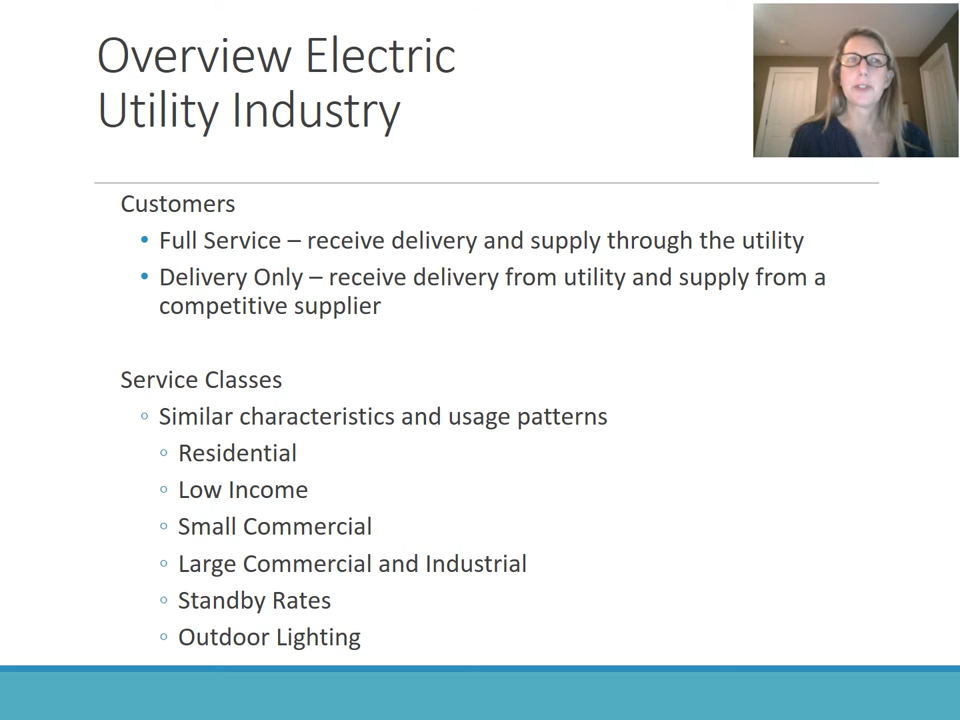 Overview Electric
Utility Industry
Customers
• Full Service – receive delivery and supply through the utility
• Delivery Only – receive delivery from utility and supply from a
competitive supplier
Service Classes
◦ Similar characteristics and usage patterns
◦ Residential
◦ Low Income
◦ Small Commercial
◦ Large Commercial and Industrial
◦ Standby Rates
◦ Outdoor Lighting